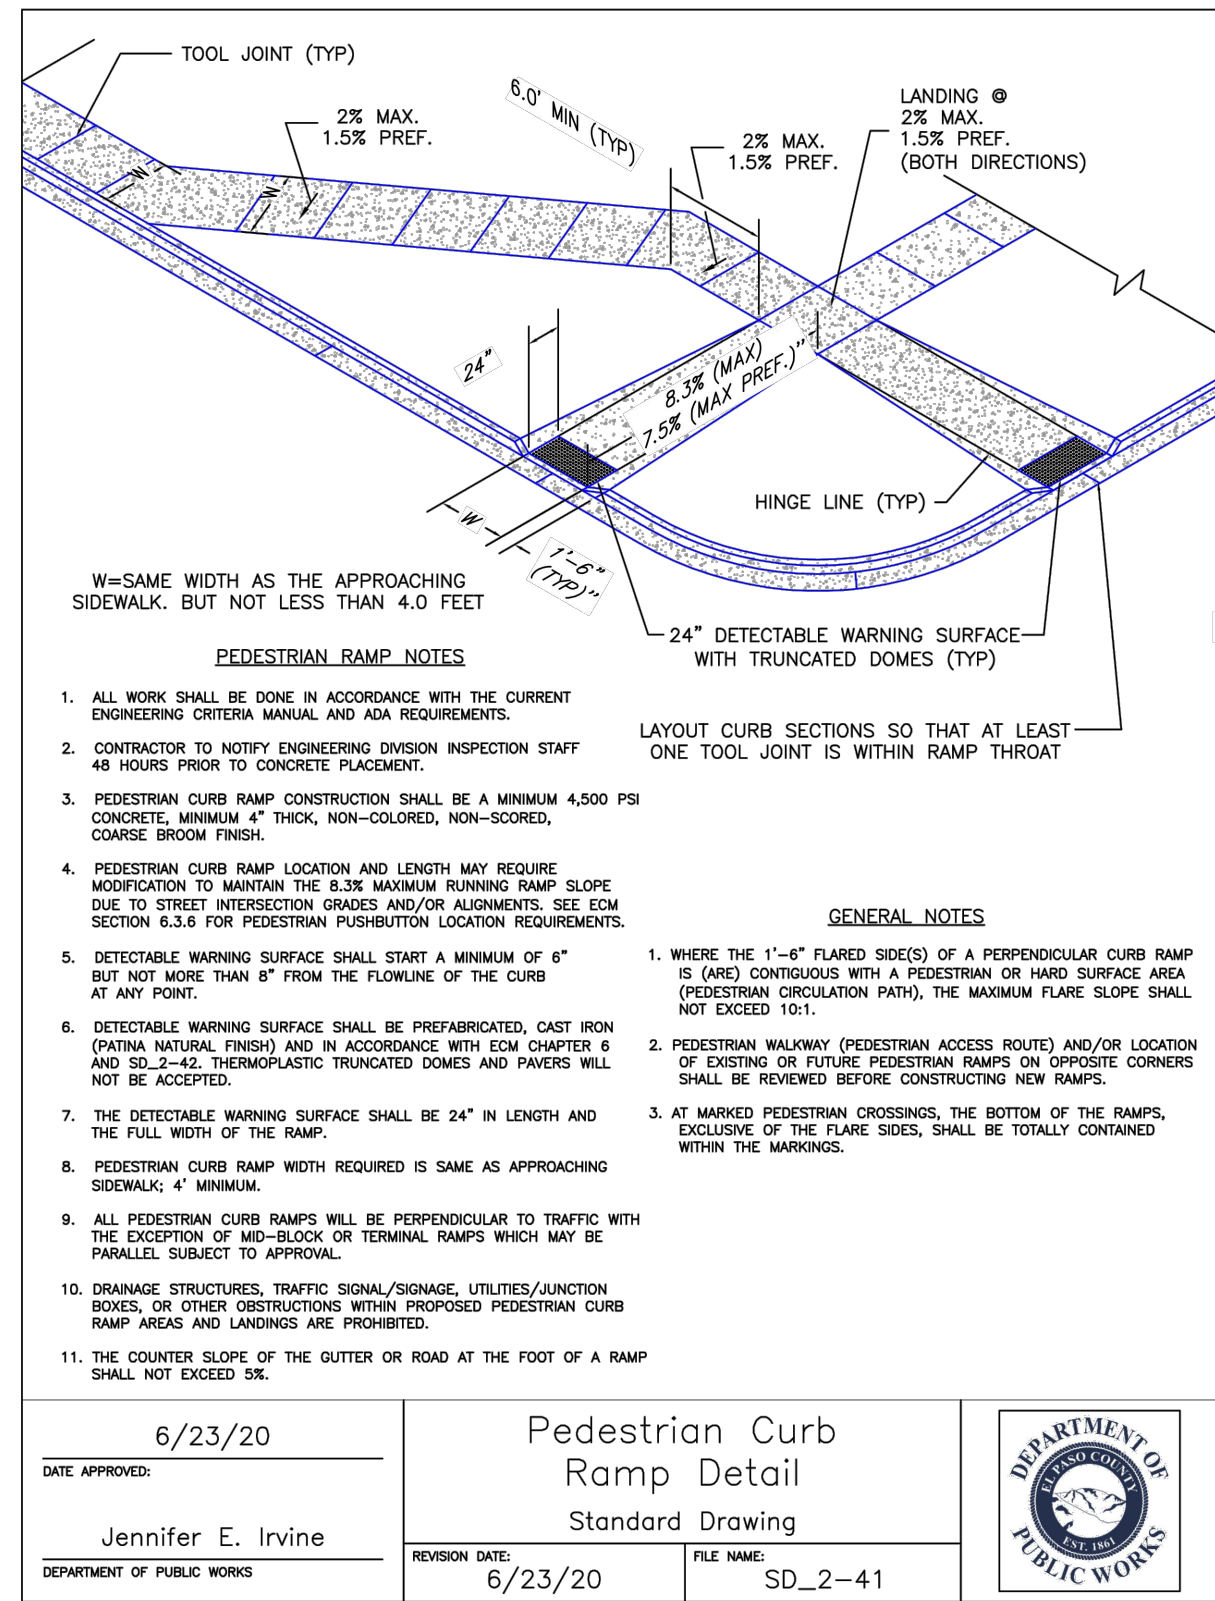 TOOL JOINT (TYP)
2% MAX.
1.5% PREF.
6.0' MIN (TYP)
2% MAX.
1.5% PREF.
LANDING @
2% MAX.
1.5% PREF.
(BOTH DIRECTIONS)
W
W
24"
8.3% (MAX)
7.5% (MAX PREF.)"
HINGE LINE (TYP)
W
1'-6"
(TYP)"
W=SAME WIDTH AS THE APPROACHING
SIDEWALK. BUT NOT LESS THAN 4.0 FEET
24" DETECTABLE WARNING SURFACE
WITH TRUNCATED DOMES (TYP)
LAYOUT CURB SECTIONS SO THAT AT LEAST
ONE TOOL JOINT IS WITHIN RAMP THROAT
PEDESTRIAN RAMP NOTES
1. ALL WORK SHALL BE DONE IN ACCORDANCE WITH THE CURRENT
ENGINEERING CRITERIA MANUAL AND ADA REQUIREMENTS.
2. CONTRACTOR TO NOTIFY ENGINEERING DIVISION INSPECTION STAFF
48 HOURS PRIOR TO CONCRETE PLACEMENT.
3. PEDESTRIAN CURB RAMP CONSTRUCTION SHALL BE A MINIMUM 4,500 PSI
CONCRETE, MINIMUM 4" THICK, NON-COLORED, NON-SCORED,
COARSE BROOM FINISH.
4. PEDESTRIAN CURB RAMP LOCATION AND LENGTH MAY REQUIRE
MODIFICATION TO MAINTAIN THE 8.3% MAXIMUM RUNNING RAMP SLOPE
DUE TO STREET INTERSECTION GRADES AND/OR ALIGNMENTS. SEE ECM
SECTION 6.3.6 FOR PEDESTRIAN PUSHBUTTON LOCATION REQUIREMENTS.
5. DETECTABLE WARNING SURFACE SHALL START A MINIMUM OF 6"
BUT NOT MORE THAN 8" FROM THE FLOWLINE OF THE CURB
AT ANY POINT.
6. DETECTABLE WARNING SURFACE SHALL BE PREFABRICATED, CAST IRON
(PATINA NATURAL FINISH) AND IN ACCORDANCE WITH ECM CHAPTER 6
AND SD_2-42. THERMOPLASTIC TRUNCATED DOMES AND PAVERS WILL
NOT BE ACCEPTED.
7. THE DETECTABLE WARNING SURFACE SHALL BE 24" IN LENGTH AND
THE FULL WIDTH OF THE RAMP.
8. PEDESTRIAN CURB RAMP WIDTH REQUIRED IS SAME AS APPROACHING
SIDEWALK; 4' MINIMUM.
9. ALL PEDESTRIAN CURB RAMPS WILL BE PERPENDICULAR TO TRAFFIC WITH
THE EXCEPTION OF MID-BLOCK OR TERMINAL RAMPS WHICH MAY BE
PARALLEL SUBJECT TO APPROVAL.
10. DRAINAGE STRUCTURES, TRAFFIC SIGNAL/SIGNAGE, UTILITIES/JUNCTION
BOXES, OR OTHER OBSTRUCTIONS WITHIN PROPOSED PEDESTRIAN CURB
RAMP AREAS AND LANDINGS ARE PROHIBITED.
11. THE COUNTER SLOPE OF THE GUTTER OR ROAD AT THE FOOT OF A RAMP
SHALL NOT EXCEED 5%.
GENERAL NOTES
1. WHERE THE 1'-6" FLARED SIDE(S) OF A PERPENDICULAR CURB RAMP
IS (ARE) CONTIGUOUS WITH A PEDESTRIAN OR HARD SURFACE AREA
(PEDESTRIAN CIRCULATION PATH), THE MAXIMUM FLARE SLOPE SHALL
NOT EXCEED 10:1.
2. PEDESTRIAN WALKWAY (PEDESTRIAN ACCESS ROUTE) AND/OR LOCATION
OF EXISTING OR FUTURE PEDESTRIAN RAMPS ON OPPOSITE CORNERS
SHALL BE REVIEWED BEFORE CONSTRUCTING NEW RAMPS.
3. AT MARKED PEDESTRIAN CROSSINGS, THE BOTTOM OF THE RAMPS,
EXCLUSIVE OF THE FLARE SIDES, SHALL BE TOTALLY CONTAINED
WITHIN THE MARKINGS.
6/23/20
DATE APPROVED:
Jennifer E. Irvine
DEPARTMENT OF PUBLIC WORKS
Pedestrian Curb
Ramp Detail
Standard Drawing
REVISION DATE:
6/23/20
FILE NAME:
SD_2-41
DEPARTMENT OF
EL PASO COUNTY
EST. 1861
PUBLIC WORKS